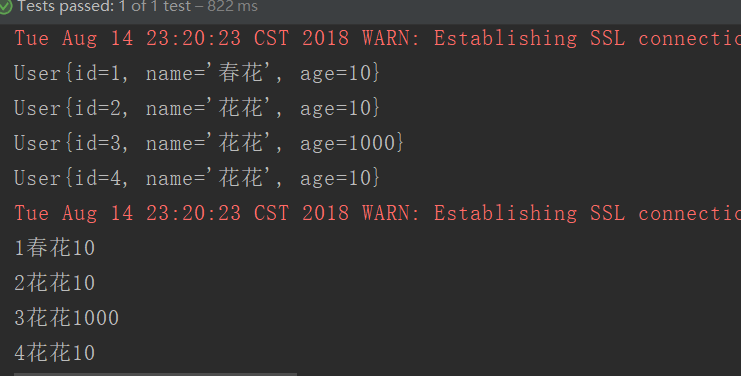 Tests passed: 1 of 1 test – 822 ms
Tue Aug 14 23:20:23 CST 2018 WARN: Establishing SSL
User{id=1, name='春花', age=10}
User{id=2, name='花花', age=10}
User{id=3, name='花花', age=1000}
User{id=4, name='花花', age=10}
Tue Aug 14 23:20:23 CST 2018 WARN: Establishing SSL
1春花10
2花花10
3花花1000
4花花10